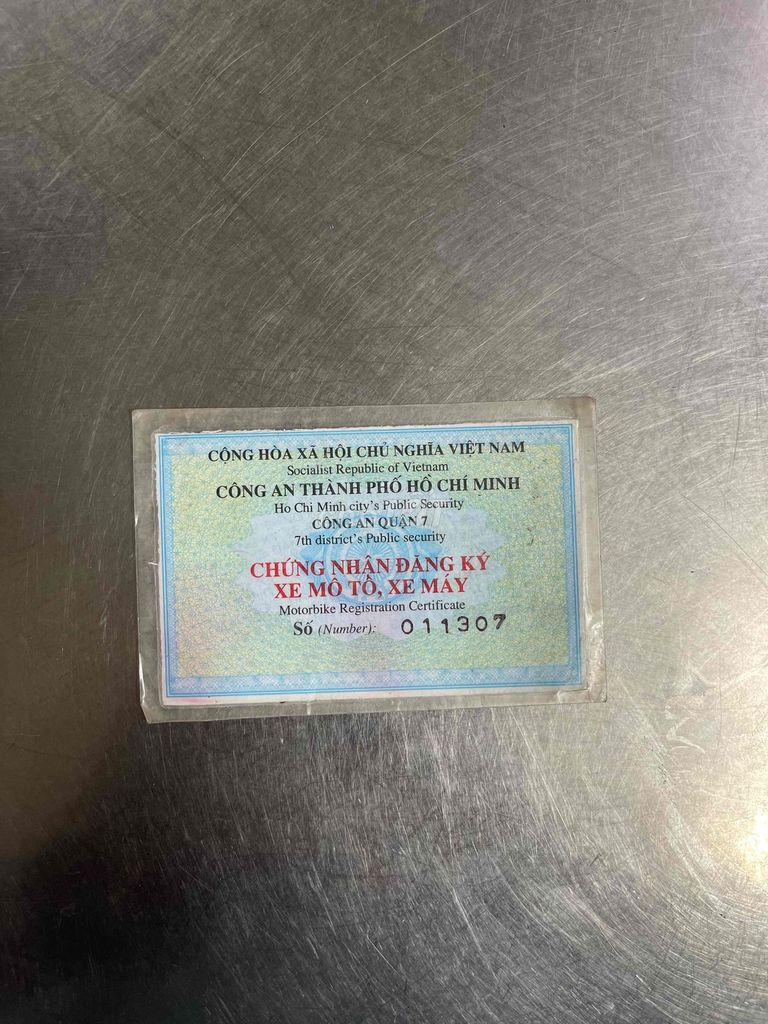 CỘNG HÒA XÃ HỘI CHỦ NGHĨA VIỆT NAM
Socialist Republic of Vietnam
CÔNG AN THÀNH PHỐ HỒ CHÍ MINH
Ho Chi Minh city's Public Security
CÔNG AN QUẬN 7
7th district's Public security
CHỨNG NHẬN ĐĂNG KÝ
XE MÔ TÔ, XE MÁY
Motorbike Registration Certificate
Số (Number): 011307